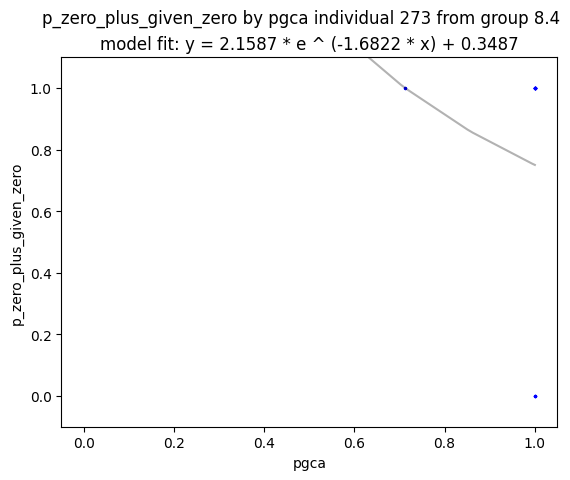 p_zero_plus_given_zero by pgca individual 273 from group 8.4
model fit: y = 2.1587 * e ^ (-1.6822 * x) + 0.3487
1.0
0.8
0.6
0.4
0.2
0.0
p_zero_plus_given_zero
0.0 0.2 0.4 0.6 0.8 1.0
pgca